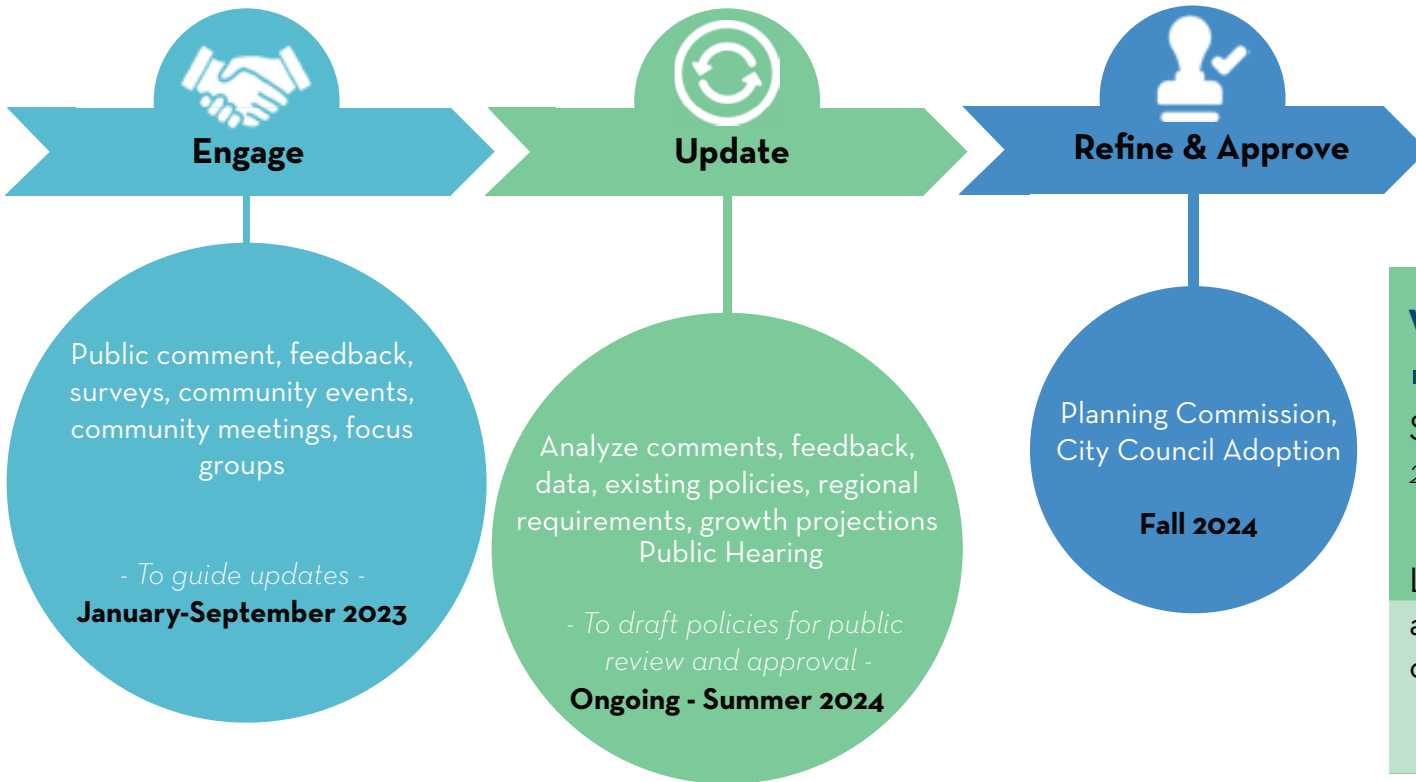 Engage
Public comment, feedback,
surveys, community events,
community meetings, focus
groups
- To guide updates -
January-September 2023
Update
Analyze comments, feedback,
data, existing policies, regional
requirements, growth projections
Public Hearing
- To draft policies for public
review and approval -
Ongoing - Summer 2024
Refine & Approve
Planning Commission,
City Council Adoption
Fall 2024